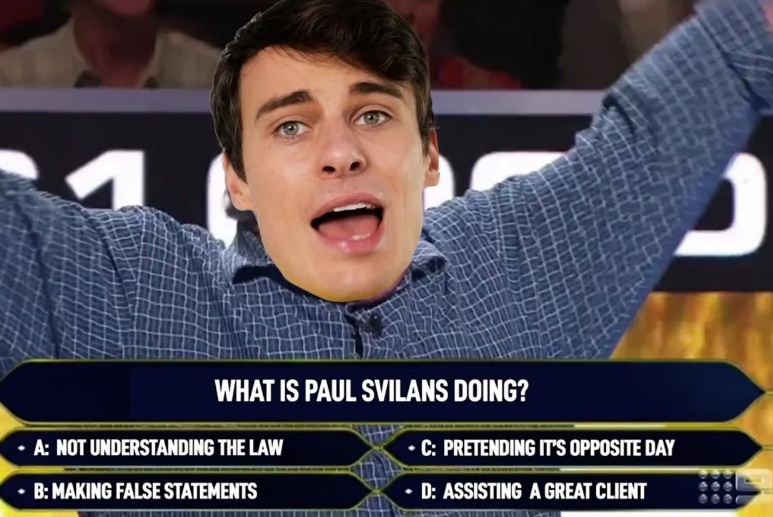 WHAT IS PAUL SVILANS DOING?
A: NOT UNDERSTANDING THE LAW
C: PRETENDING IT'S OPPOSITE DAY
B: MAKING FALSE STATEMENTS
D: ASSISTING A GREAT CLIENT